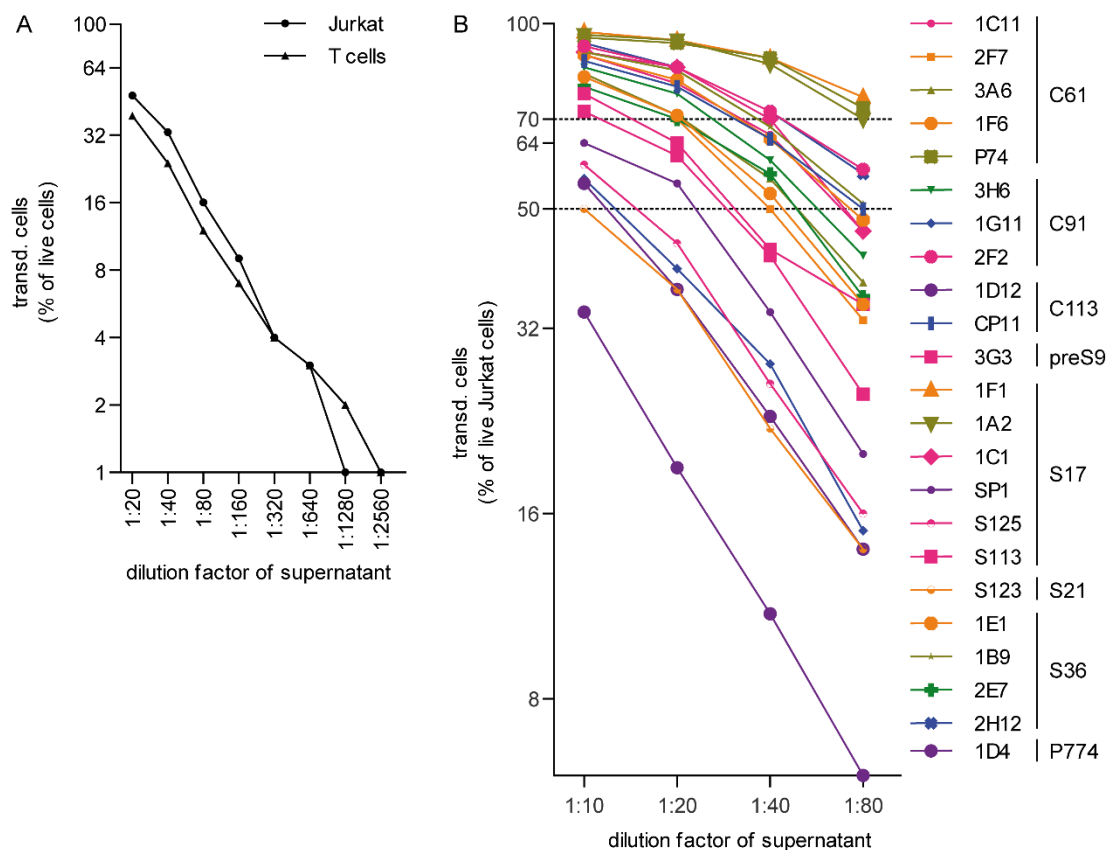 A
Jurkat
T cells
transd. cells
(% of live cells)
100
64
32
16
8
4
2
1
1:20
1:40
1:80
1:160
1:320
1:640
1:1280
1:2560
dilution factor of supernatant
B
transd. cells
(% of live Jurkat cells)
100
70
64
50
32
16
8
1:10
1:20
1:40
1:80
dilution factor of supernatant
1C11
2F7
3A6
1F6
P74
C61
3H6
1G11
2F2
C91
1D12
CP11
C113
3G3
preS9
1F1
1A2
1C1
SP1
S125
S113
S17
S123
S21
1E1
1B9
2E7
2H12
S36
1D4
P774